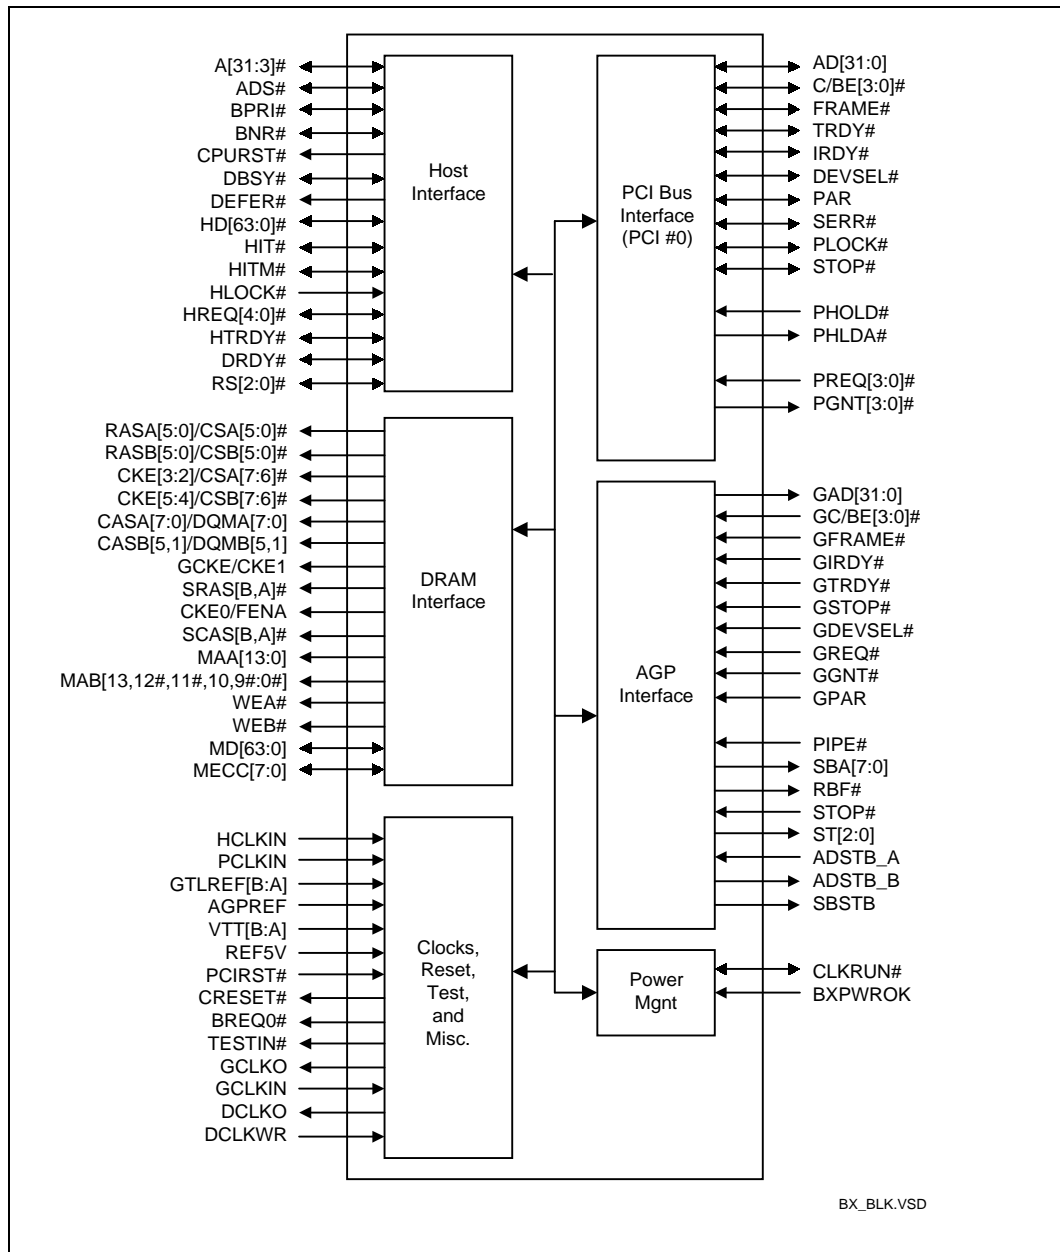 A[31:3]#
ADS#
BPRI#
BNR#
CPURST#
DBSY#
DEFER#
HD[63:0]#
HIT#
HITM#
HLOCK#
HREQ[4:0]#
HTRDY#
DRDY#
RS[2:0]#
Host
Interface
RASA[5:0]/CSA[5:0]#
RASB[5:0]/CSB[5:0]#
CKE[3:2]/CSA[7:6]#
CKE[5:4]/CSB[7:6]#
CASA[7:0]/DQMA[7:0]
CASB[5,1]/DQMB[5,1]
GCKE/CKE1
SRAS[B,A]#
CKE0/FENA
SCAS[B,A]#
MAA[13:0]
MAB[13,12#,11#,10,9#:0#]
WEA#
WEB#
MD[63:0]
MECC[7:0]
DRAM
Interface
HCLKIN
PCLKIN
GTLREF[B:A]
AGPREF
VTT[B:A]
REF5V
PCIRST#
CRESET#
BREQ0#
TESTIN#
GCLKO
GCLKIN
DCLKO
DCLKWR
Clocks,
Reset,
Test,
and
Misc.
PCI Bus
Interface
(PCI #0)
AD[31:0]
C/BE[3:0]#
FRAME#
TRDY#
IRDY#
DEVSEL#
PAR
SERR#
PLOCK#
STOP#
PHOLD#
PHLDA#
PREQ[3:0]#
PGNT[3:0]#
AGP
Interface
GAD[31:0]
GC/BE[3:0]#
GFRAME#
GIRDY#
GTRDY#
GSTOP#
GDEVSEL#
GREQ#
GGNT#
GPAR
PIPE#
SBA[7:0]
RBF#
STOP#
ST[2:0]
ADSTB_A
ADSTB_B
SBSTB
Power
Mgnt
CLKRUN#
BXPWROK
BX_BLK.VSD